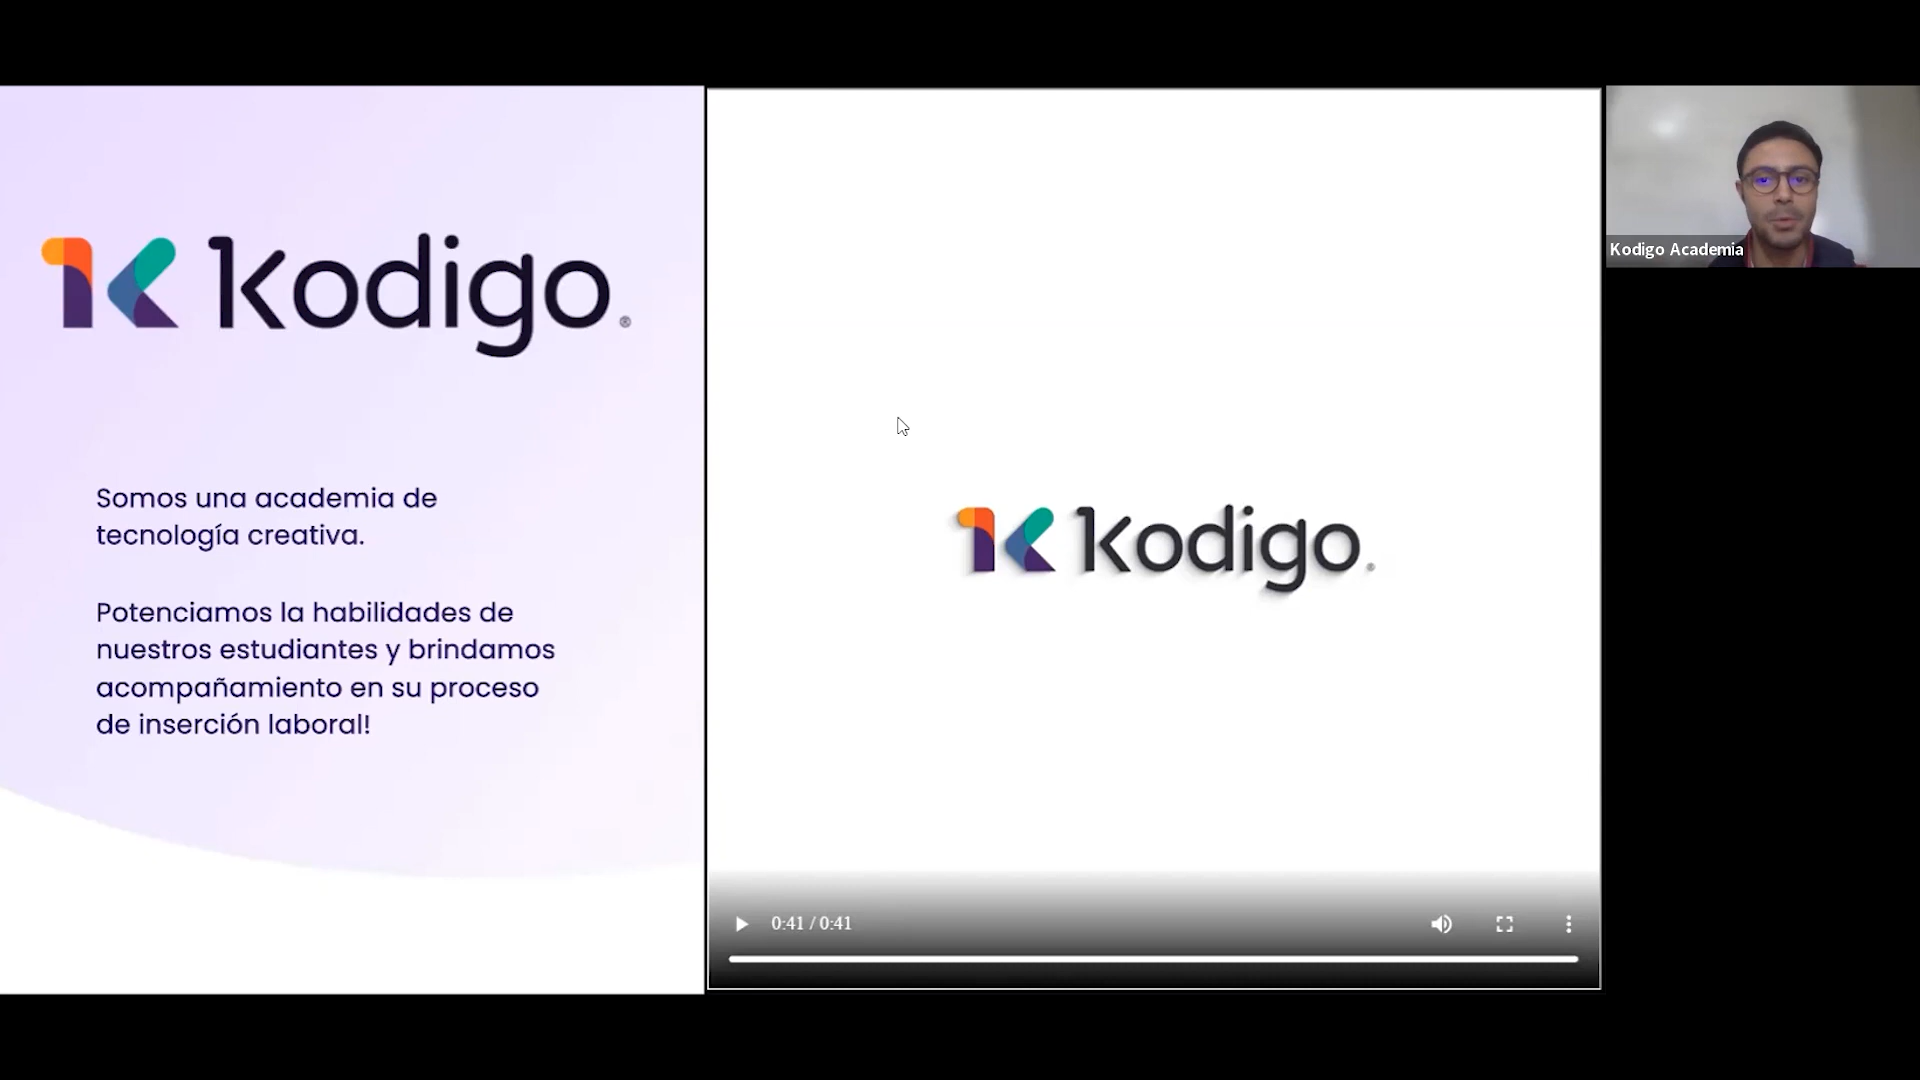 Kodigo®
Somos una academia de
tecnología creativa.
Potenciamos la habilidades de
nuestros estudiantes y brindamos
acompañamiento en su proceso
de inserción laboral!
Kodigo®
0:41 / 0:41
Kodigo Academia